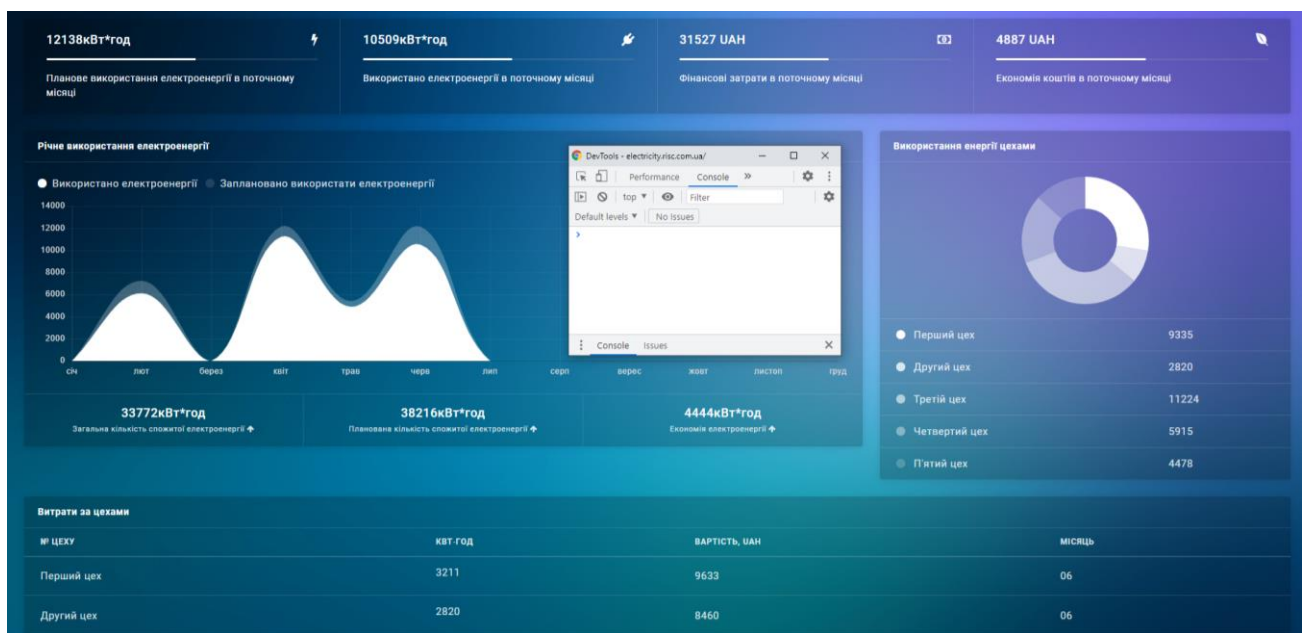 12138кВт*год
10509кВт*год
31527 UAH
4887 UAH
Планове використання електроенергії в поточному
місяці
Використано електроенергії в поточному місяці
Фінансові затрати в поточному місяці
Економія коштів в поточному місяці
Річне використання електроенергії
Використано електроенергії
Заплановано використати електроенергії
14000
12000
10000
8000
6000
4000
2000
0
січ
лют
берез
квіт
трав
черв
лип
серп
верес
жовт
листоп
груд
DevTools - electricity.risc.com.ua/
Performance
Console
top
Filter
Default levels
No Issues
Console
Issues
33772кВт*год
Загальна кількість спожитої електроенергії
38216кВт*год
Планована кількість спожитої електроенергії
4444кВт*год
Економія електроенергії
Використання енергії цехами
Перший цех 9335
Другий цех 2820
Третій цех 11224
Четвертий цех 5915
П'ятий цех 4478
Витрати за цехами
№ ЦЕХУ КВТ·ГОД ВАРТІСТЬ, UAH МІСЯЦЬ
Перший цех 3211 9633 06
Другий цех 2820 8460 06